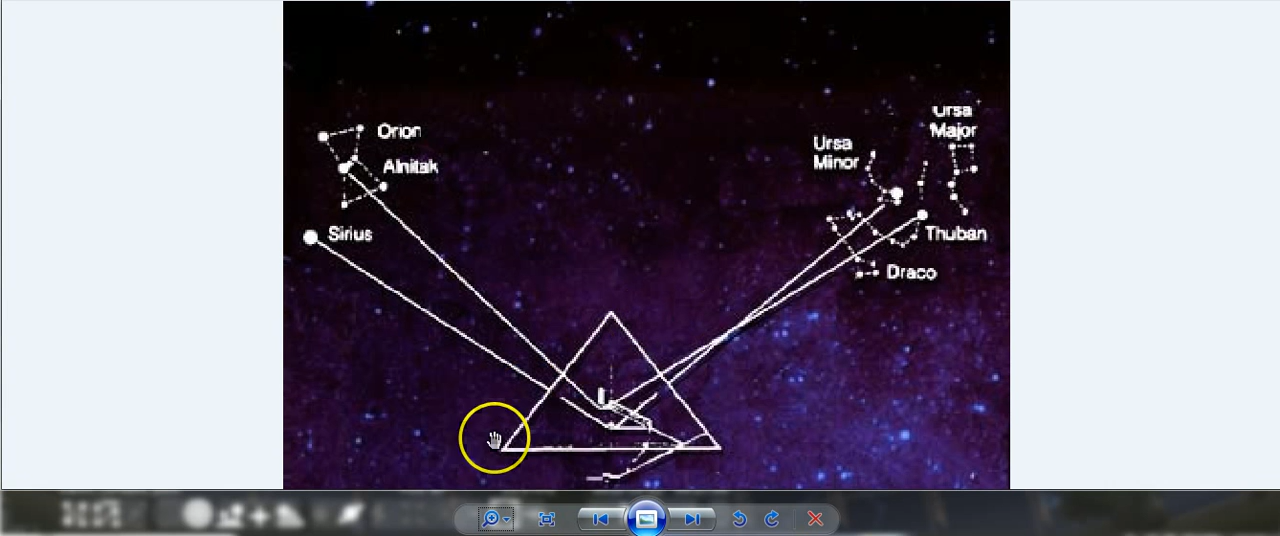 Orion
Alnitak
Sirius
Ursa
Minor
Ursa
Major
Thuban
Draco